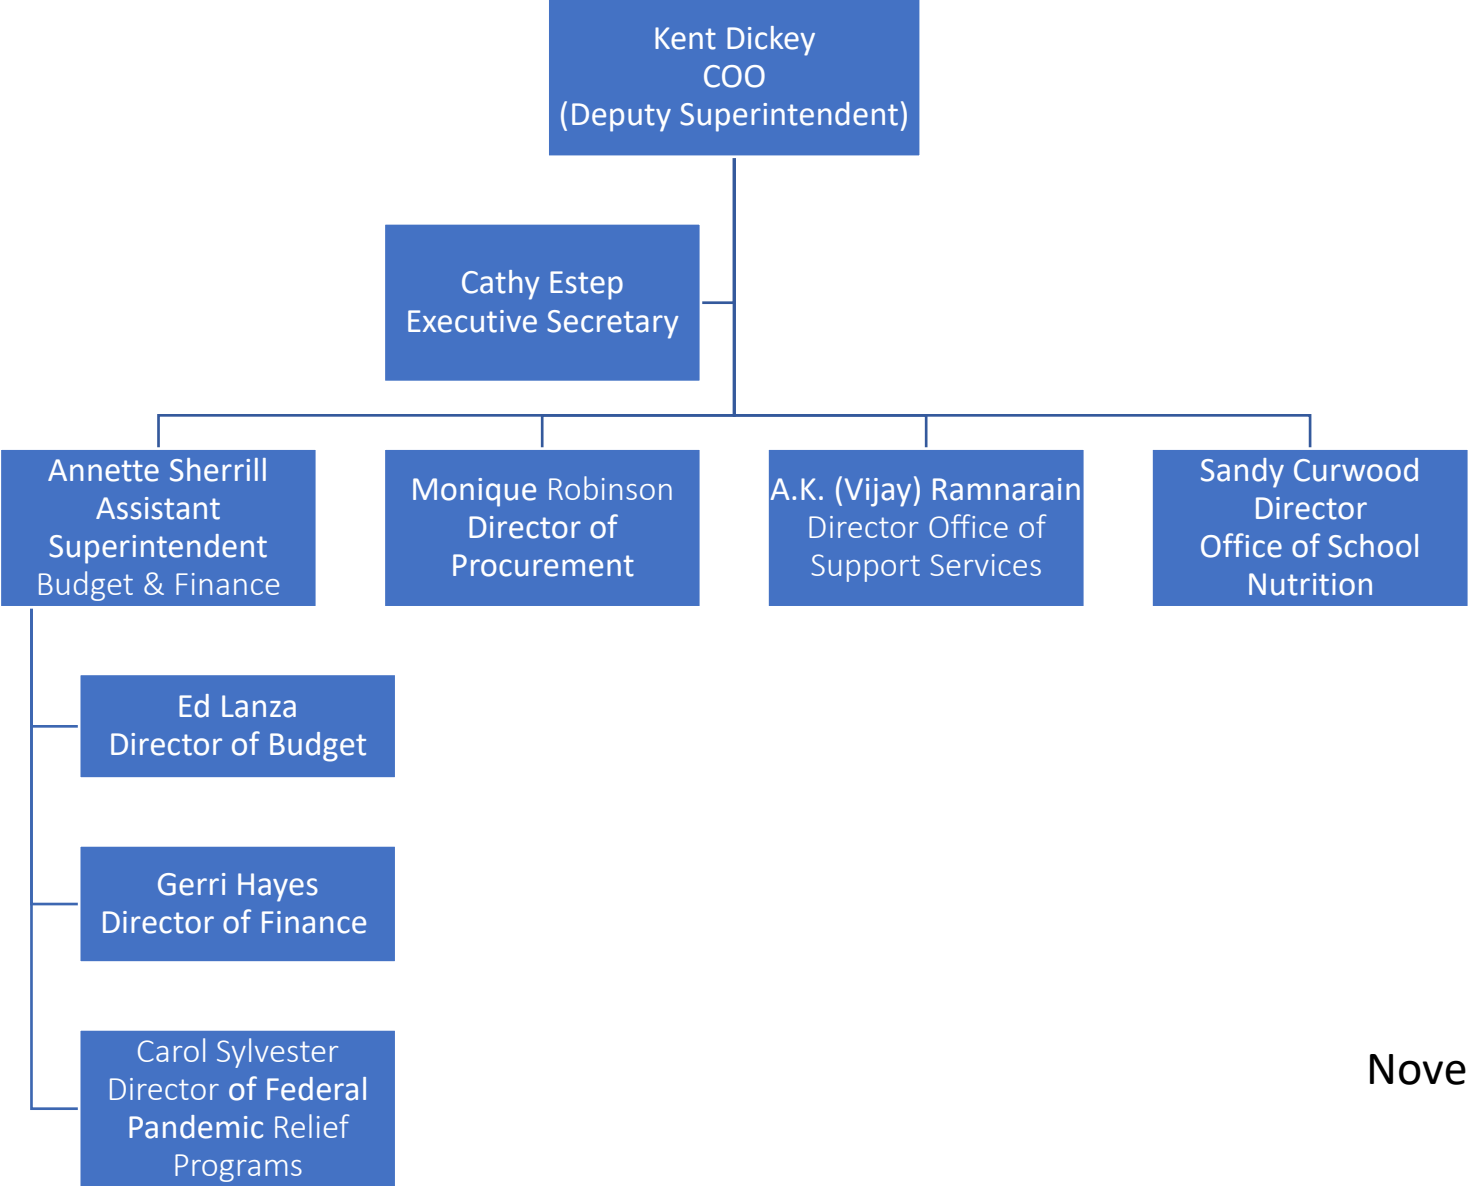 Kent Dickey
COO
(Deputy Superintendent)
Cathy Estep
Executive Secretary
Annette Sherrill
Assistant
Superintendent
Budget & Finance
Monique Robinson
Director of
Procurement
A.K. (Vijay) Ramnarain
Director Office of
Support Services
Sandy Curwood
Director
Office of School
Nutrition
Ed Lanza
Director of Budget
Gerri Hayes
Director of Finance
Carol Sylvester
Director of Federal
Pandemic Relief
Programs
Nove